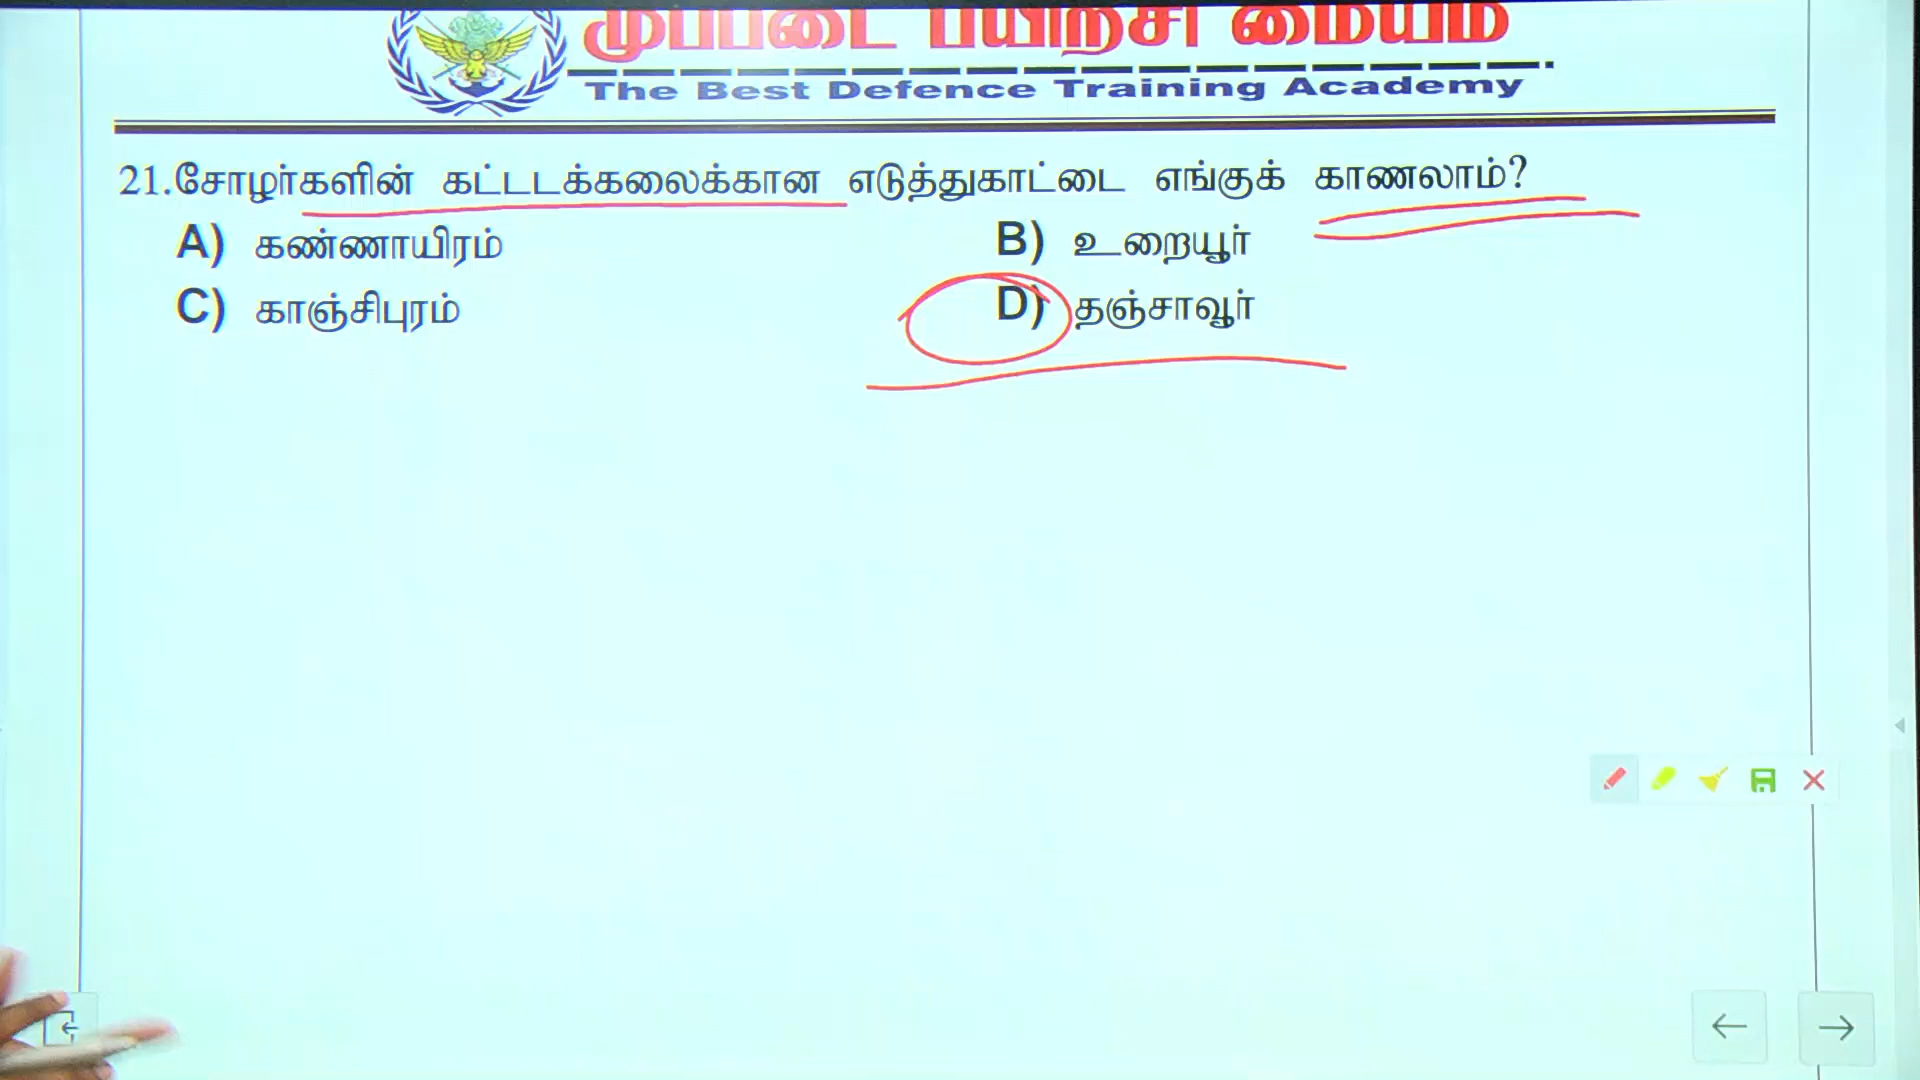 முப்படை பயிற்சி மையம்
The Best Defence Training Academy
21.சோழர்களின் கட்டடக்கலைக்கான எடுத்துகாட்டை எங்குக் காணலாம்?
A) கண்ணாயிரம்
B) உறையூர்
C) காஞ்சிபுரம்
D) தஞ்சாவூர்